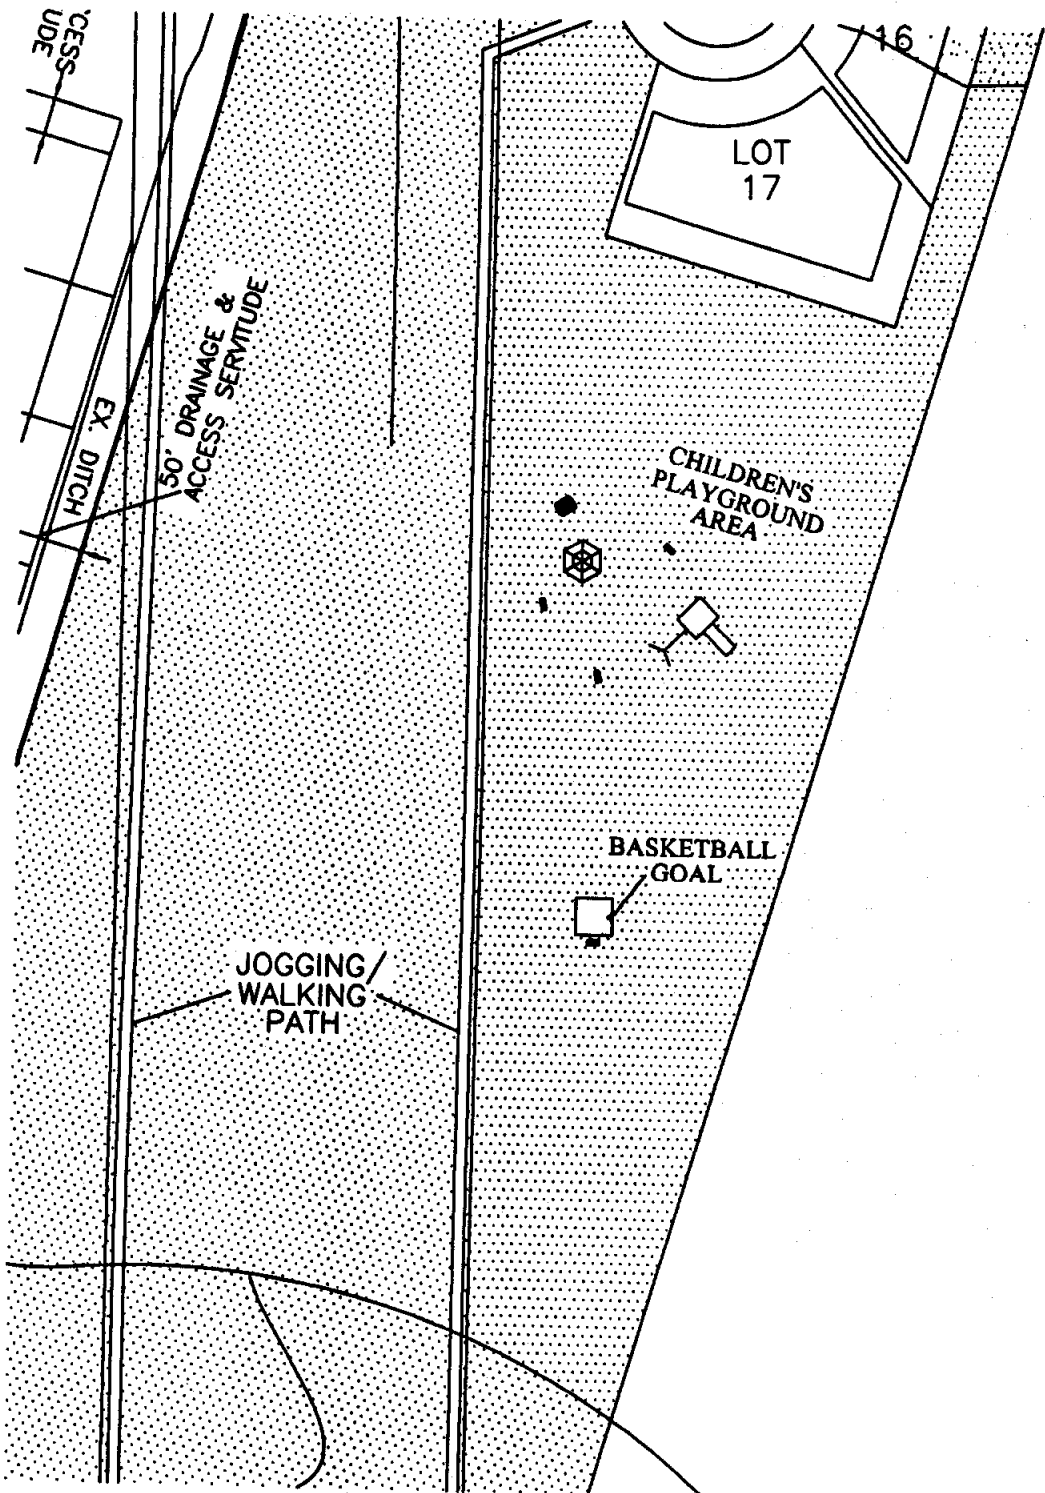 'CESS
UDE
16
LOT
17
50' DRAINAGE &
ACCESS SERVITUDE
EX. DITCH
CHILDREN'S
PLAYGROUND
AREA
BASKETBALL
GOAL
JOGGING/
WALKING
PATH